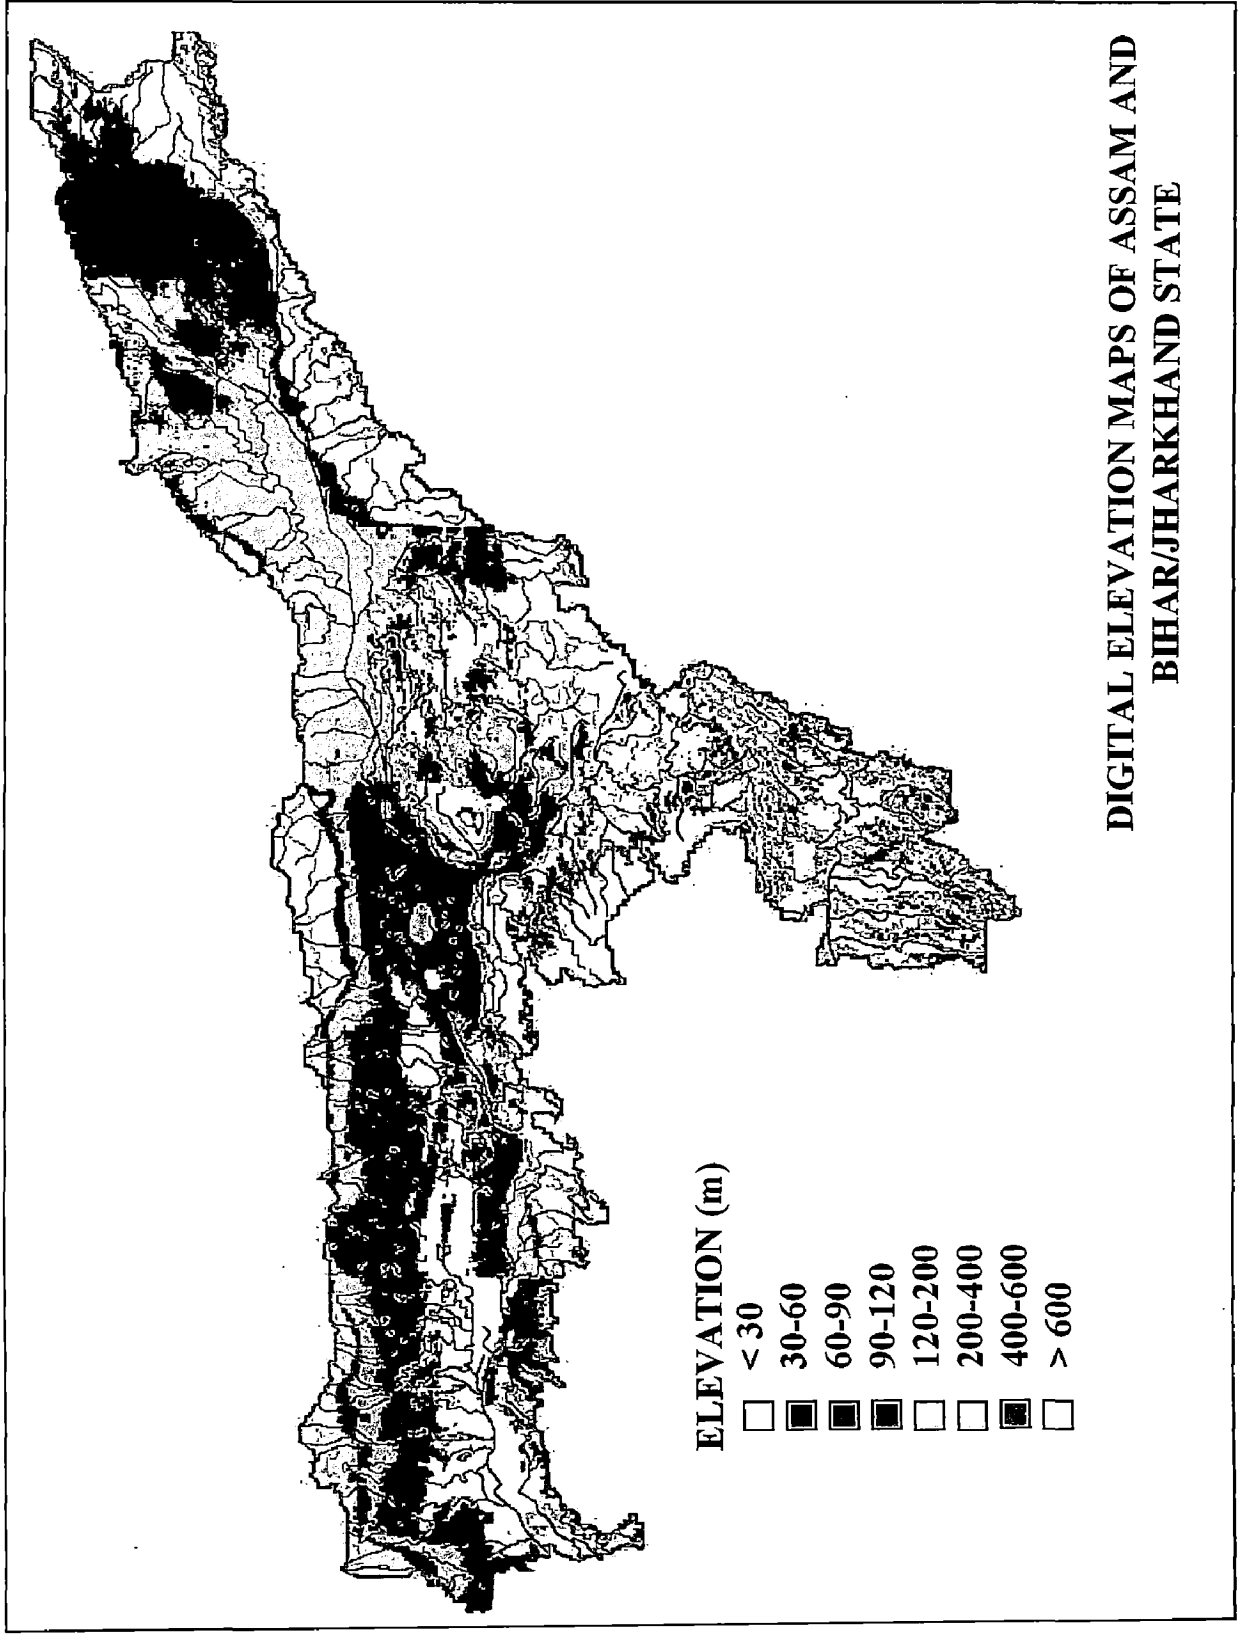 DIGITAL ELEVATION MAPS OF ASSAM AND
BIHAR/JHARKHAND STATE
ELEVATION (m)
< 30
30-60
60-90
90-120
120-200
200-400
400-600
> 600